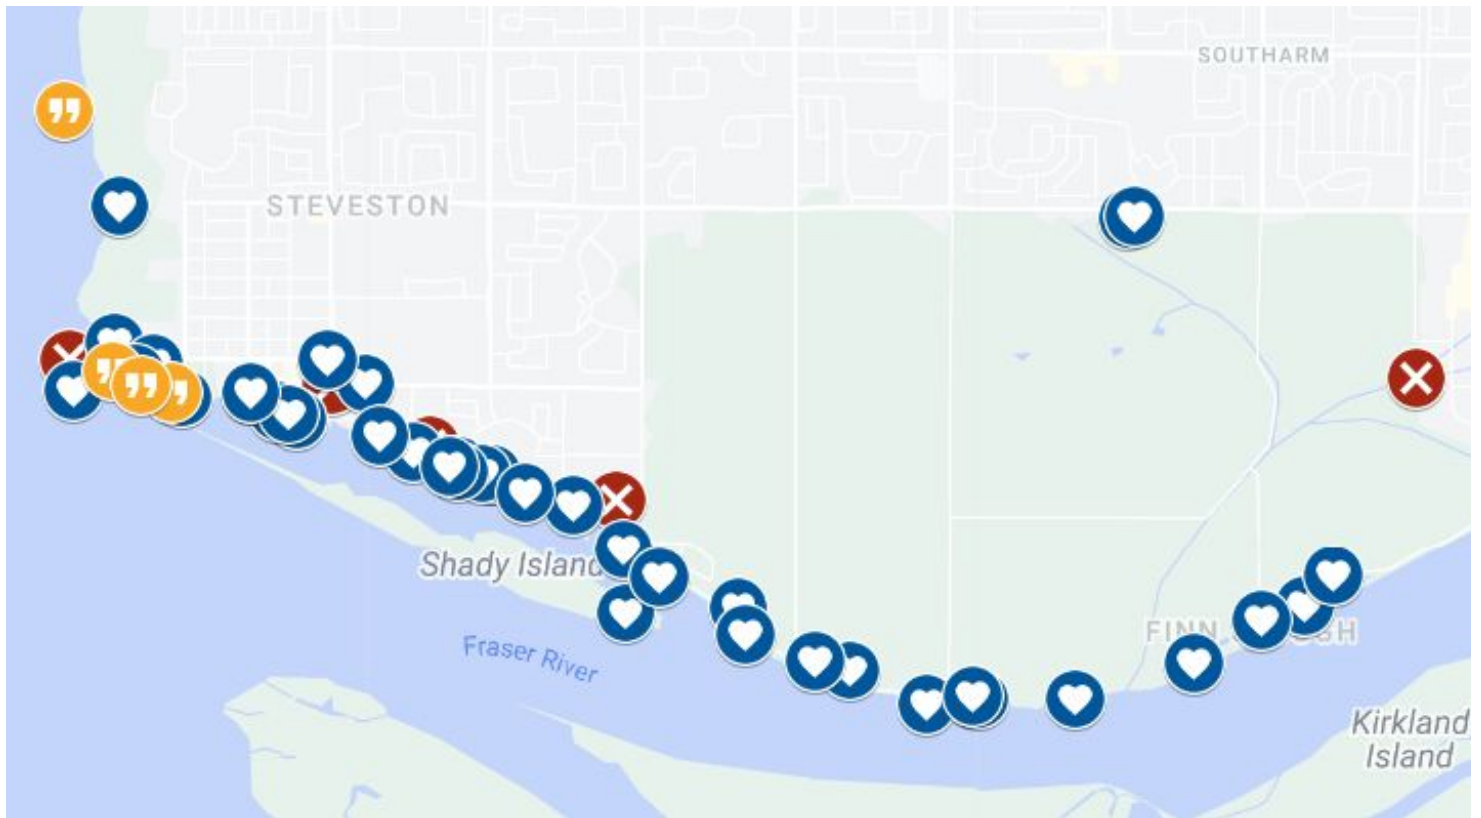 SOUTHARM
STEVESTON
Shady Island
Fraser River
Kirkland
Island